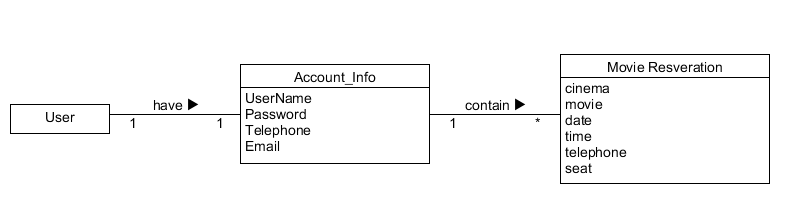 User
have ▶
1
1
Account_Info
UserName
Password
Telephone
Email
contain ▶
1
*
Movie Resveration
cinema
movie
date
time
telephone
seat